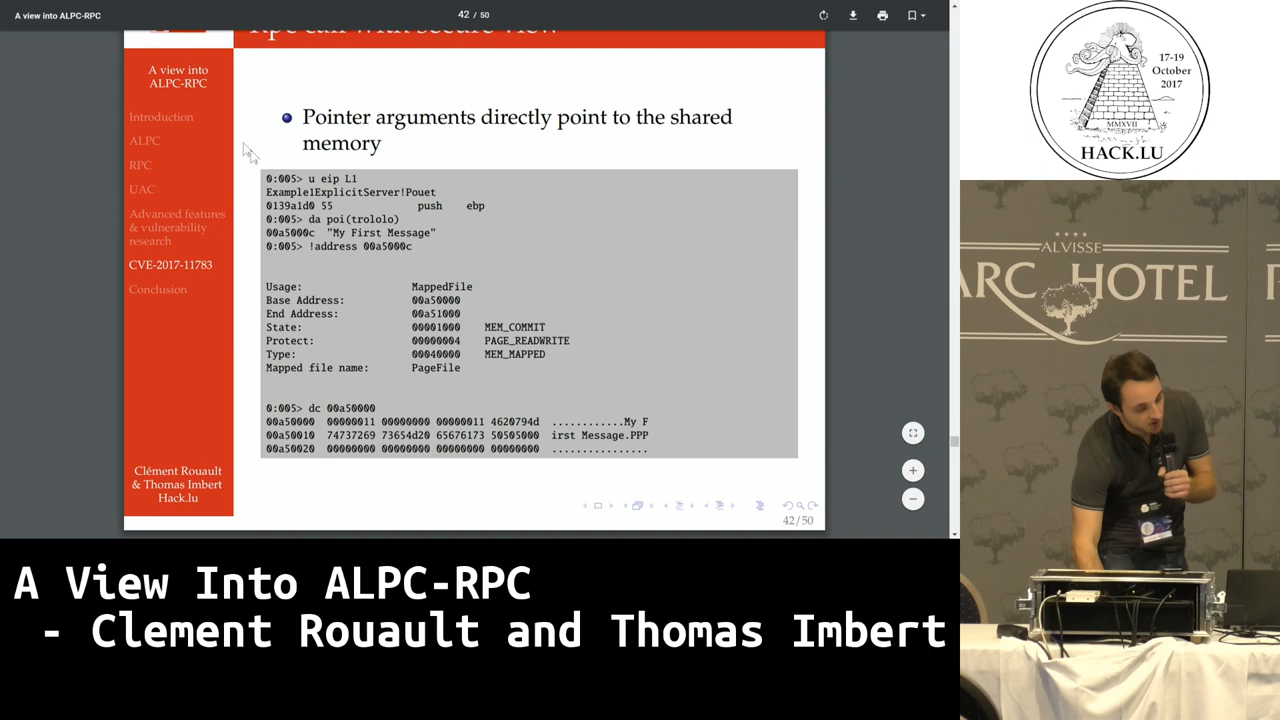 A view into ALPC-RPC
42 / 50
Rpc call with secure view
A view into
ALPC-RPC
Introduction
ALPC
RPC
UAC
Advanced features
& vulnerability
research
CVE-2017-11783
Conclusion
Clément Rouault
& Thomas Imbert
Hack.lu
Pointer arguments directly point to the shared
memory
0:005> u eip L1
Example1ExplicitServer!Pouet
0139a1d0 55 push ebp
0:005> da poi(trololo)
00a5000c "My First Message"
0:005> !address 00a5000c
Usage: MappedFile
Base Address: 00a50000
End Address: 00a51000
State: 00001000 MEM_COMMIT
Protect: 00000004 PAGE_READWRITE
Type: 00040000 MEM_MAPPED
Mapped file name: PageFile
0:005> dc 00a50000
00a50000 00000011 00000000 00000011 4620794d ............My F
00a50010 74737269 73654d20 65676173 50505000 irst Message.PPP
00a50020 00000000 00000000 00000000 00000000 ................
42/50
17-19
October
2017
MMXVII
HACK.LU
ALVISSE
PARC HOTEL
A View Into ALPC-RPC
- Clement Rouault and Thomas Imbert